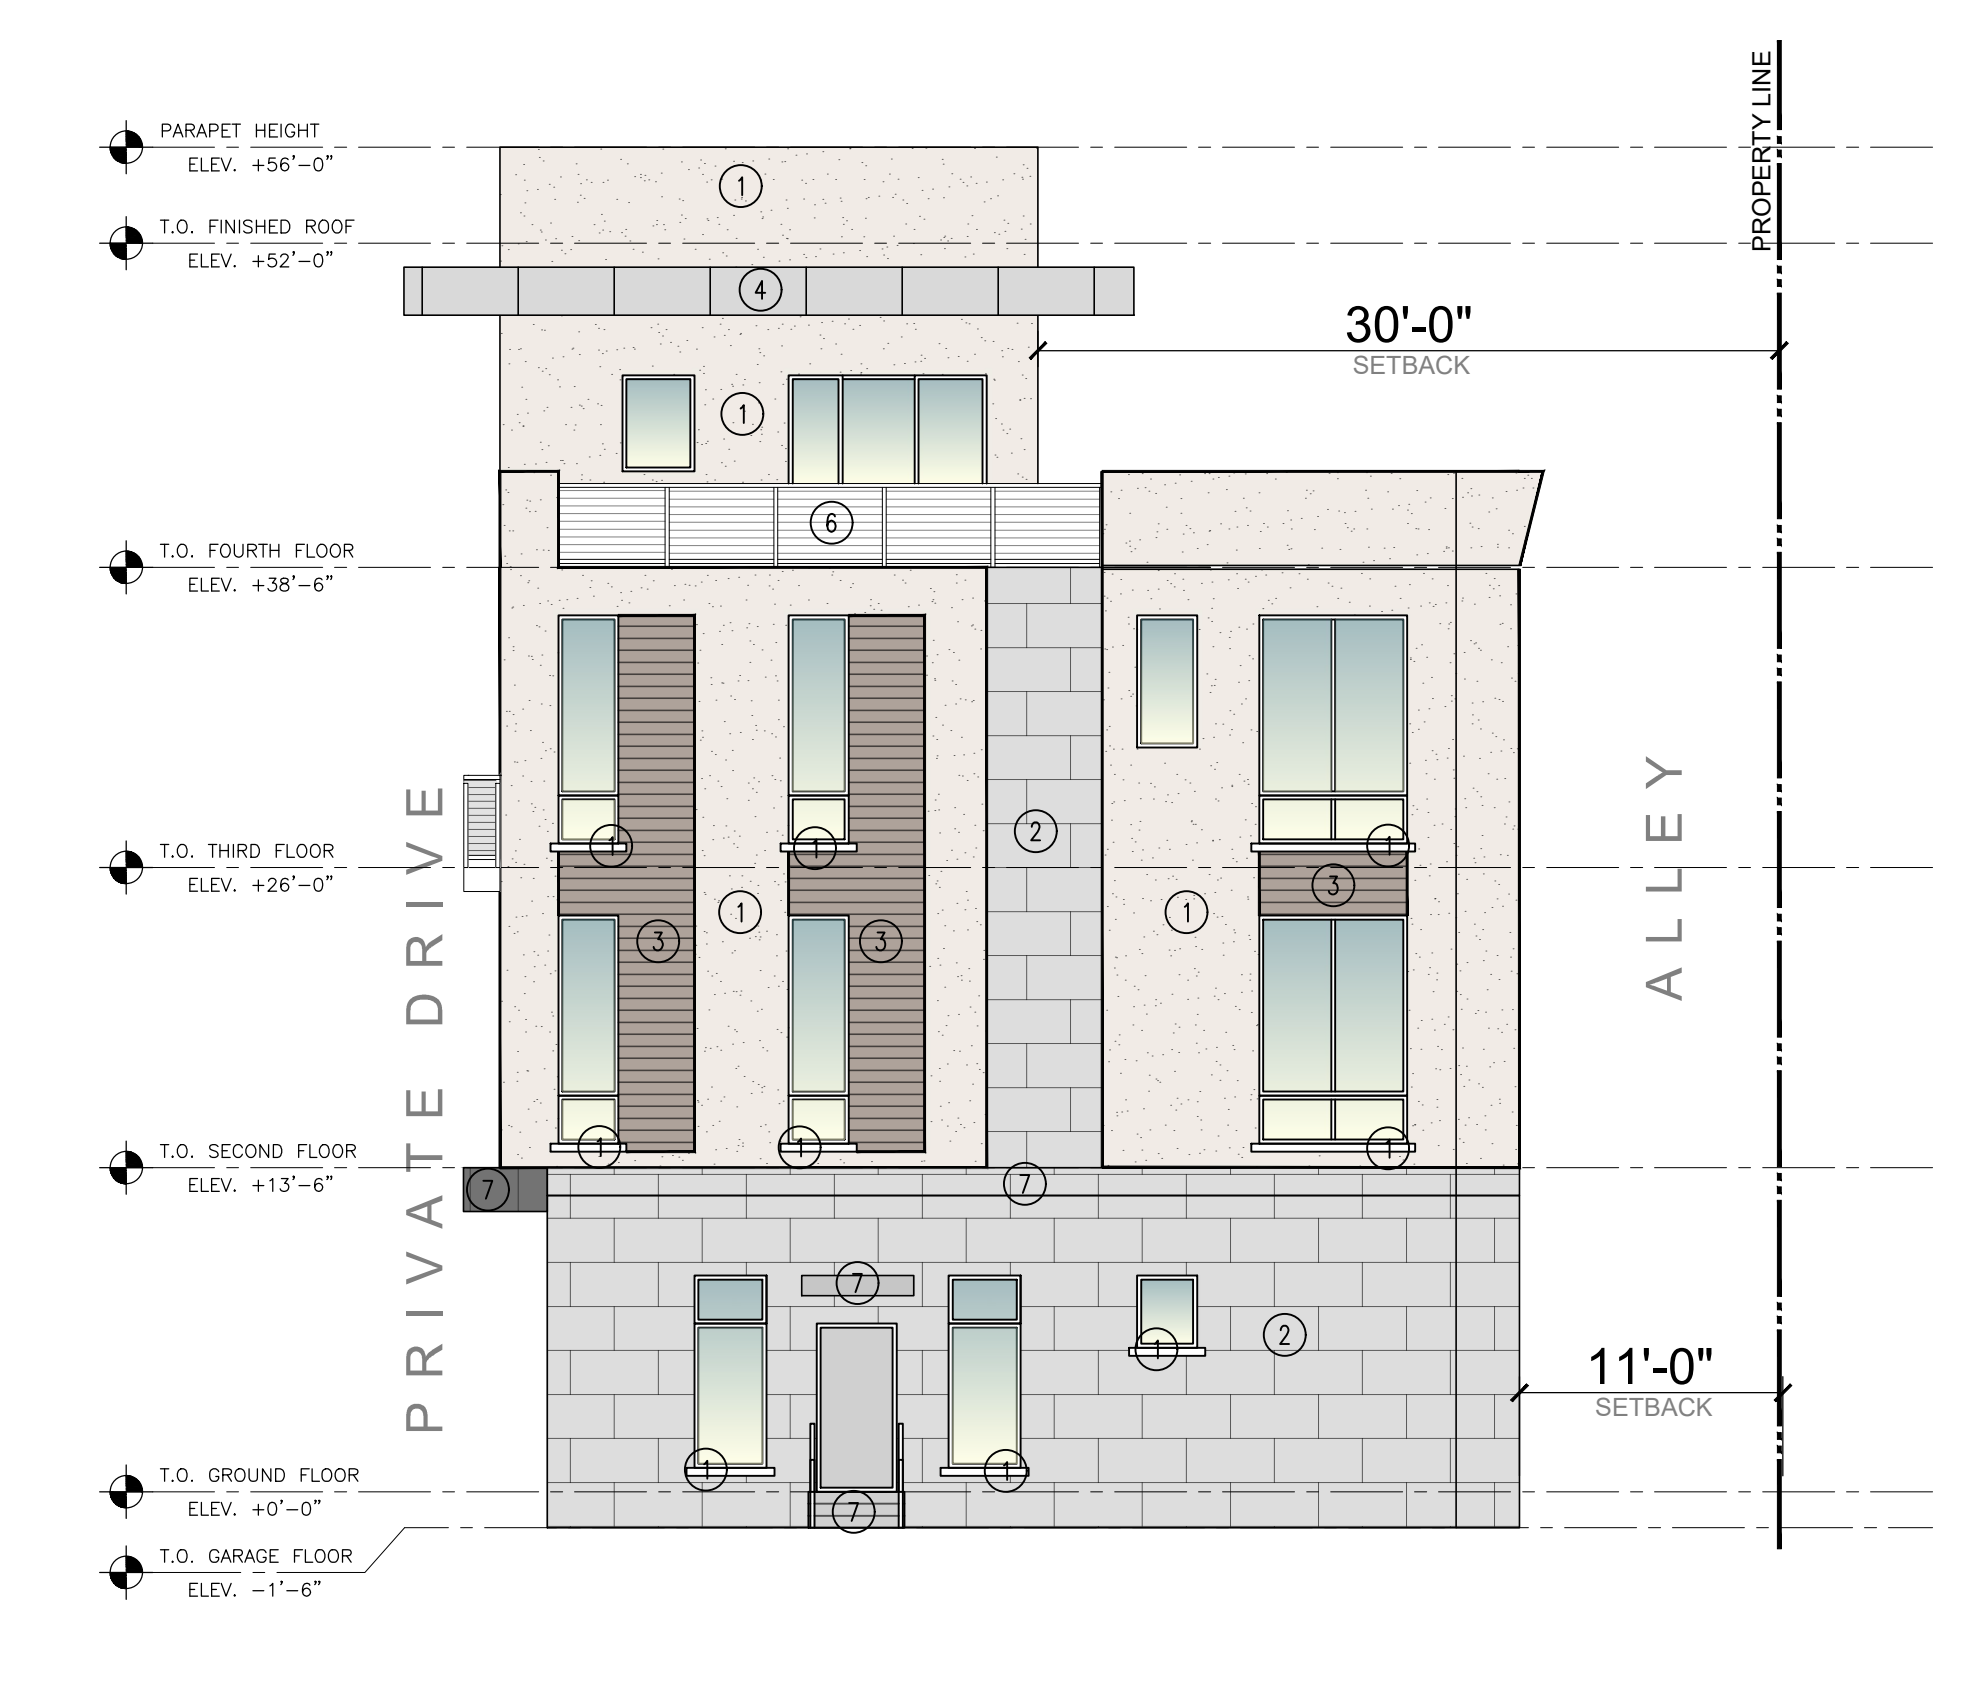 PROPERTY LINE
PARAPET HEIGHT
ELEV. +56'-0"
1
T.O. FINISHED ROOF
ELEV. +52'-0"
4
30'-0"
SETBACK
1
6
T.O. FOURTH FLOOR
ELEV. +38'-6"
2
1
1
1
T.O. THIRD FLOOR
ELEV. +26'-0"
3
1
1
3
3
PRIVATE DRIVE
ALLEY
1
1
1
T.O. SECOND FLOOR
ELEV. +13'-6"
7
7
7
2
1
11'-0"
SETBACK
1
1
T.O. GROUND FLOOR
ELEV. +0'-0"
7
T.O. GARAGE FLOOR
ELEV. -1'-6"